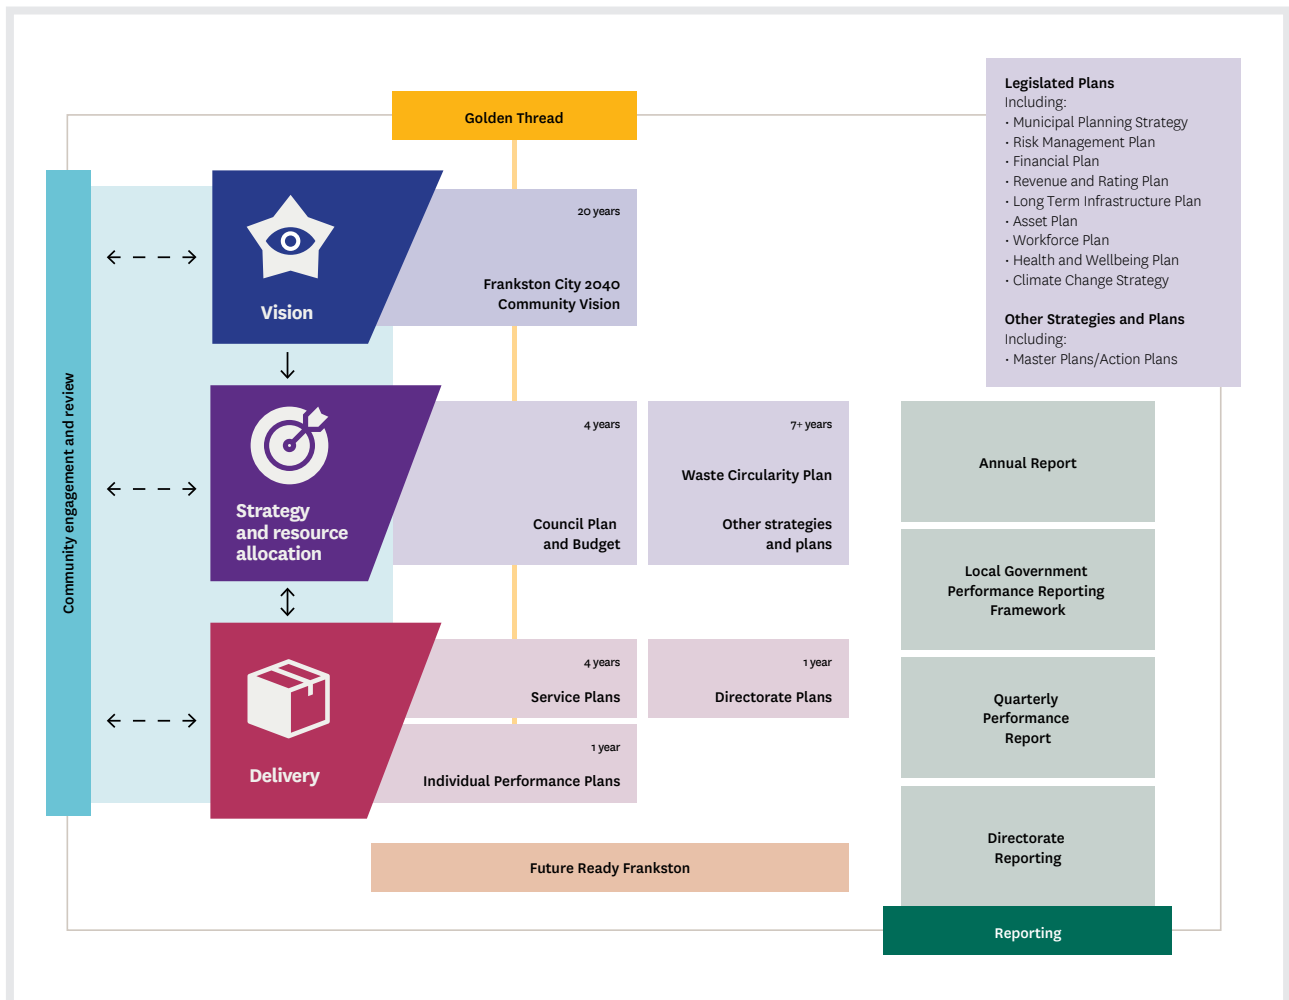 Golden Thread
Legislated Plans
Including:
• Municipal Planning Strategy
• Risk Management Plan
• Financial Plan
• Revenue and Rating Plan
• Long Term Infrastructure Plan
• Asset Plan
• Workforce Plan
• Health and Wellbeing Plan
• Climate Change Strategy
Other Strategies and Plans
Including:
• Master Plans/Action Plans
Community engagement and review
Vision
20 years
Frankston City 2040
Community Vision
Strategy
and resource
allocation
4 years
Council Plan
and Budget
7+ years
Waste Circularity Plan
Other strategies
and plans
Delivery
4 years
Service Plans
1 year
Directorate Plans
1 year
Individual Performance Plans
Future Ready Frankston
Annual Report
Local Government
Performance Reporting
Framework
Quarterly
Performance
Report
Directorate
Reporting
Reporting